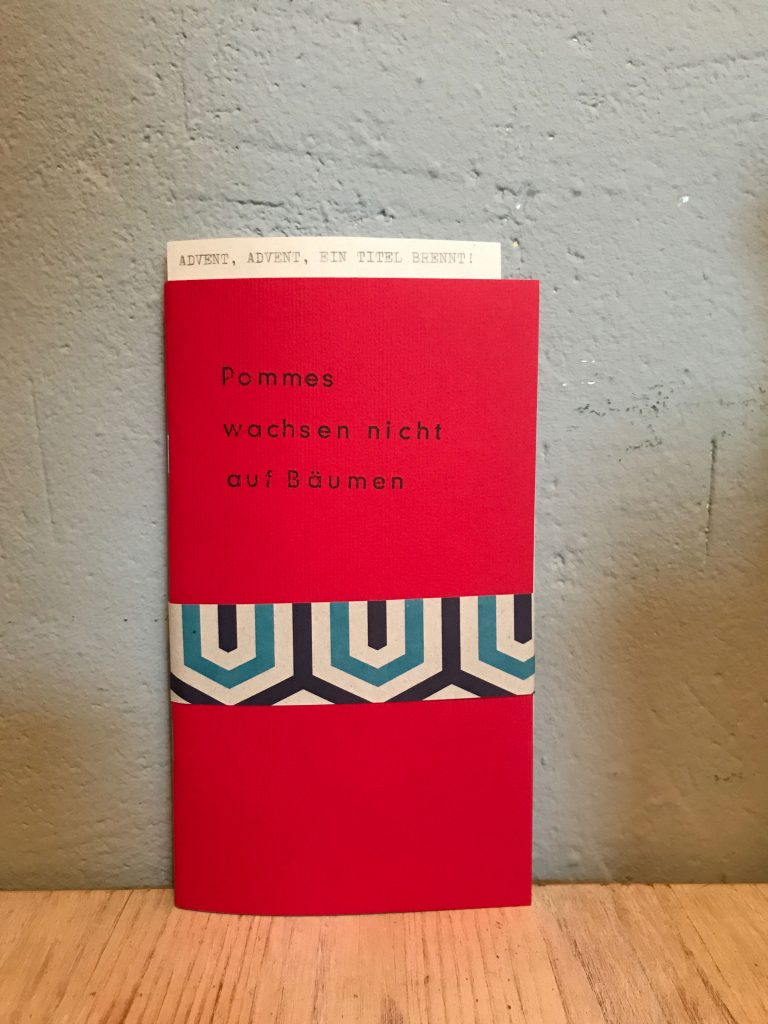 ADVENT, ADVENT, EIN TITEL BRENNT!
Pommes
wachsen nicht
auf Bäumen